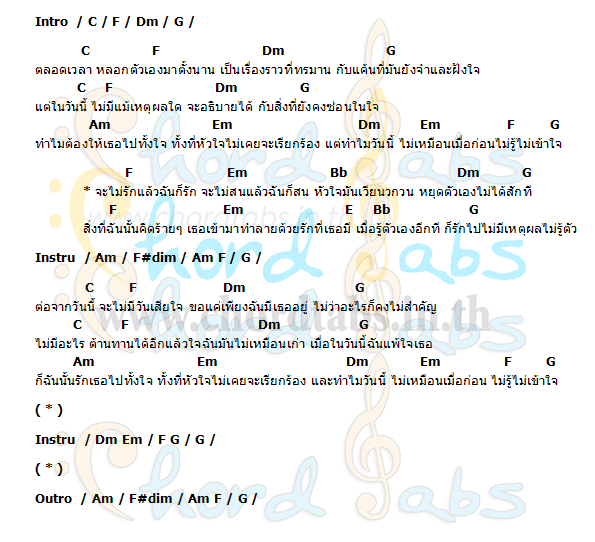 Intro / C / F / Dm / G /
C F Dm G
ตลอดเวลา หลอกตัวเองมาตั้งนาน เป็นเรื่องราวที่ทรมาน กับแค้นที่มันยังจำและฝังใจ
C F Dm G
แต่ในวันนี้ ไม่มีแม้เหตุผลใด จะอธิบายได้ กับสิ่งที่ยังคงซ่อนในใจ
Am Em Dm Em F G
ทำไมต้องให้เธอไปทั้งใจ ทั้งที่หัวใจไม่เคยจะเรียกร้อง แต่ทำไมวันนี้ ไม่เหมือนเมื่อก่อนไม่รู้ไม่เข้าใจ
F Em Bb Dm G
* จะไม่รักแล้วฉันก็รัก จะไม่สนแล้วฉันก็สน หัวใจมันเวียนวกวน หยุดตัวเองไม่ได้สักที
F Em E Bb G
สิ่งที่ฉันนั้นคิดร้ายๆ เธอเข้ามาทำลายด้วยรักที่เธอมี เมื่อรู้ตัวเองอีกที ก็รักไปไม่มีเหตุผลไม่รู้ตัว
Instru / Am / F#dim / Am F / G /
C F Dm G
ต่อจากวันนี้ จะไม่มีวันเสียใจ ขอแค่เพียงฉันมีเธออยู่ ไม่ว่าอะไรก็คงไม่สำคัญ
C F Dm G
ไม่มีอะไร ต้านทานได้อีกแล้วใจฉันมันไม่เหมือนเก่า เมื่อในวันนี้ฉันแพ้ใจเธอ
Am Em Dm Em F G
ก็ฉันนั้นรักเธอไปทั้งใจ ทั้งที่หัวใจไม่เคยจะเรียกร้อง และทำไมวันนี้ ไม่เหมือนเมื่อก่อน ไม่รู้ไม่เข้าใจ
( * )
Instru / Dm Em / F G / G /
( * )
Outro / Am / F#dim / Am F / G /
Chord Tabs
www.chordtabs.in.th
Chord Tabs
www.chordtabs.in.th
Chord Tabs